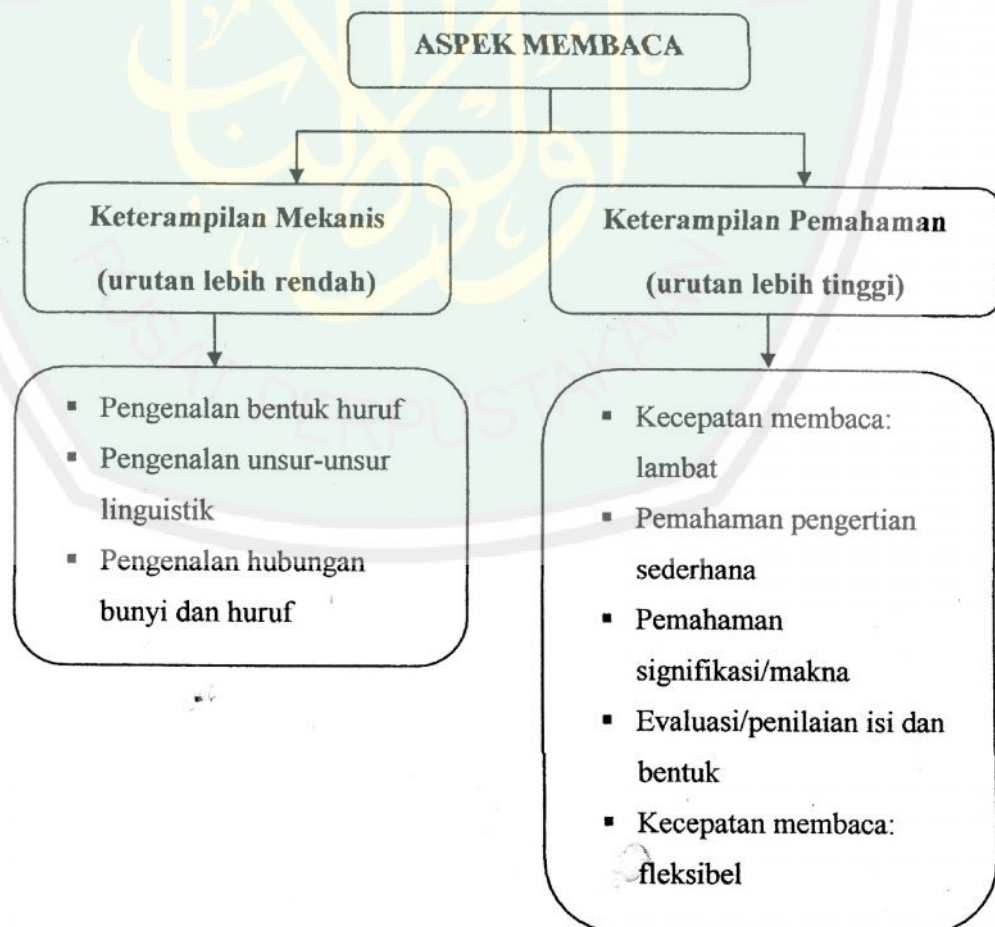 ASPEK MEMBACA
Keterampilan Mekanis
(urutan lebih rendah)
Keterampilan Pemahaman
(urutan lebih tinggi)
▪ Pengenalan bentuk huruf
▪ Pengenalan unsur-unsur
linguistik
▪ Pengenalan hubungan
bunyi dan huruf
▪ Kecepatan membaca:
lambat
▪ Pemahaman pengertian
sederhana
▪ Pemahaman
signifikasi/makna
▪ Evaluasi/penilaian isi dan
bentuk
▪ Kecepatan membaca:
fleksibel
PUSAT PERPUSTAKAAN